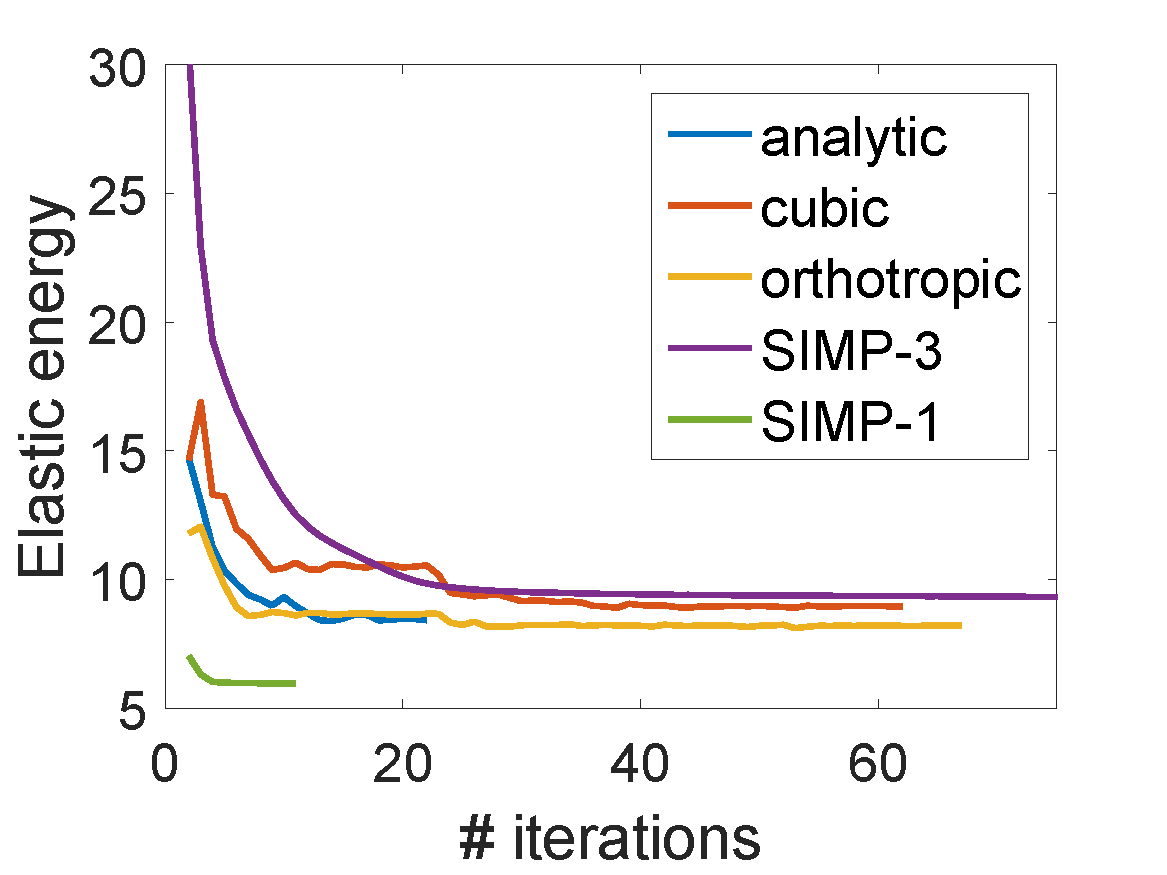 30
25
20
15
10
5
0
20
40
60
Elastic energy
# iterations
analytic
cubic
orthotropic
SIMP-3
SIMP-1